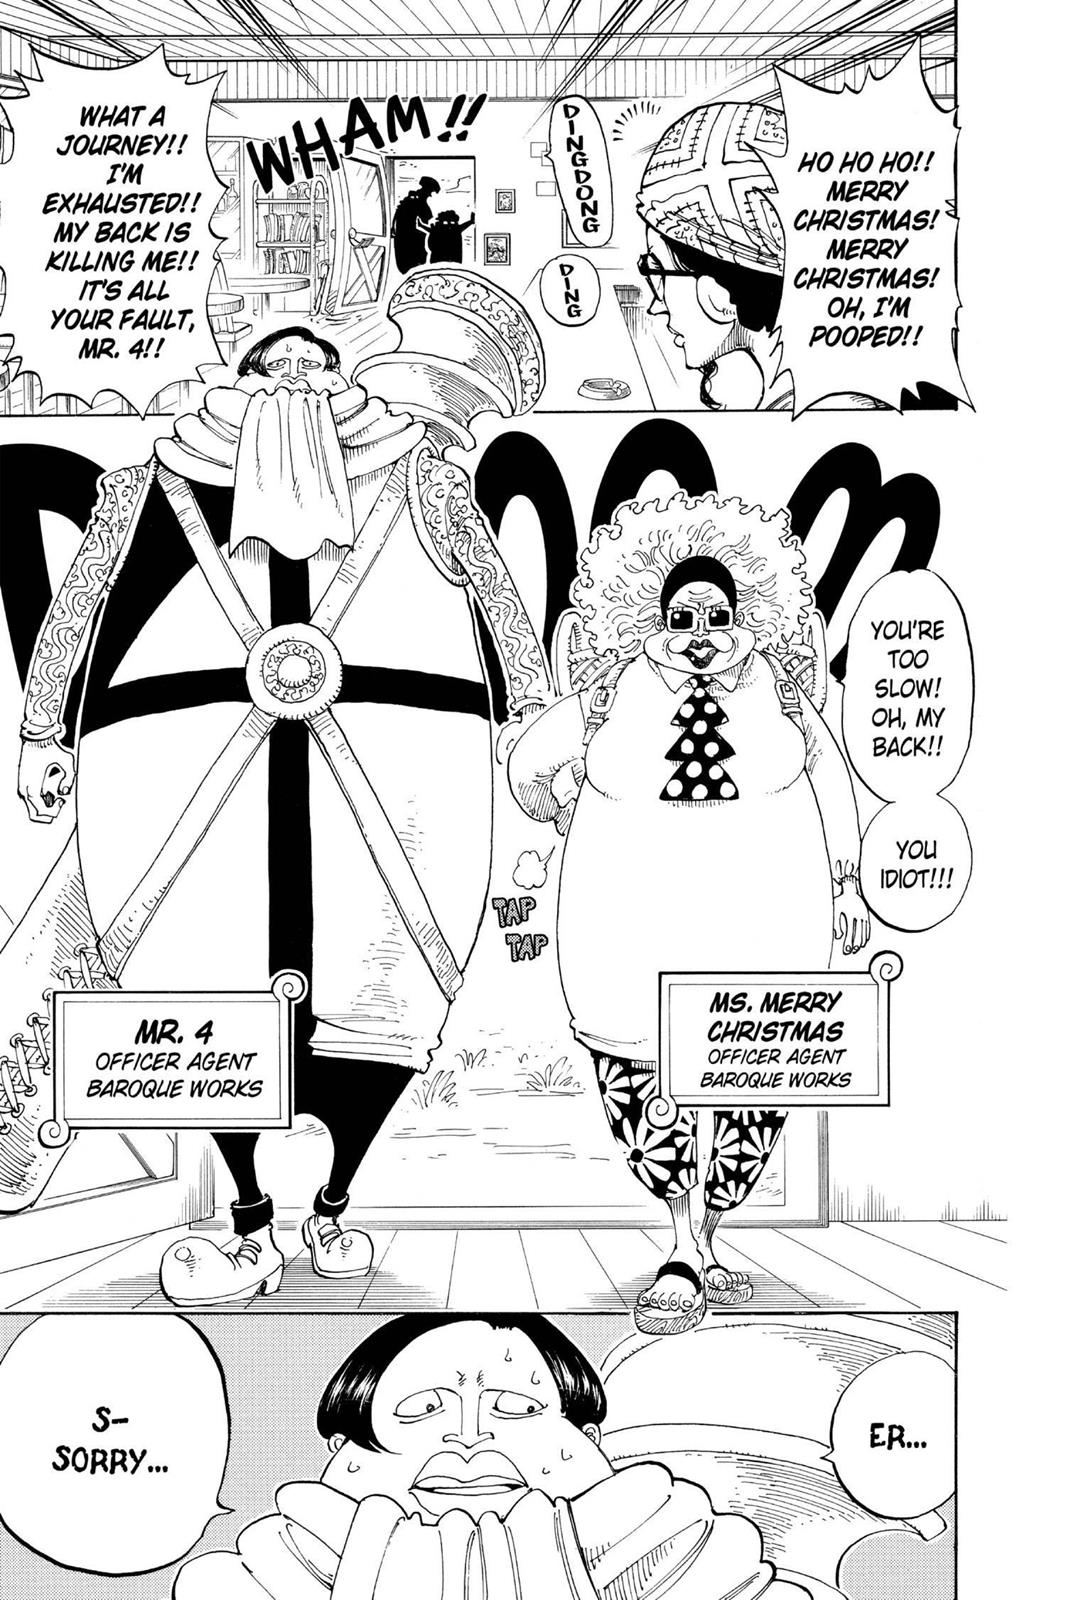 HO HO HO!!
MERRY
CHRISTMAS!
MERRY
CHRISTMAS!
OH, I'M
POOPED!!
DINGDONG
DING
WHAM!!
WHAT A
JOURNEY!!
I'M
EXHAUSTED!!
MY BACK IS
KILLING ME!!
IT'S ALL
YOUR FAULT,
MR. 4!!
YOU'RE
TOO
SLOW!
OH, MY
BACK!!
YOU
IDIOT!!!
TAP
TAP
MS. MERRY
CHRISTMAS
OFFICER AGENT
BAROQUE WORKS
MR. 4
OFFICER AGENT
BAROQUE WORKS
ER...
S-
SORRY...